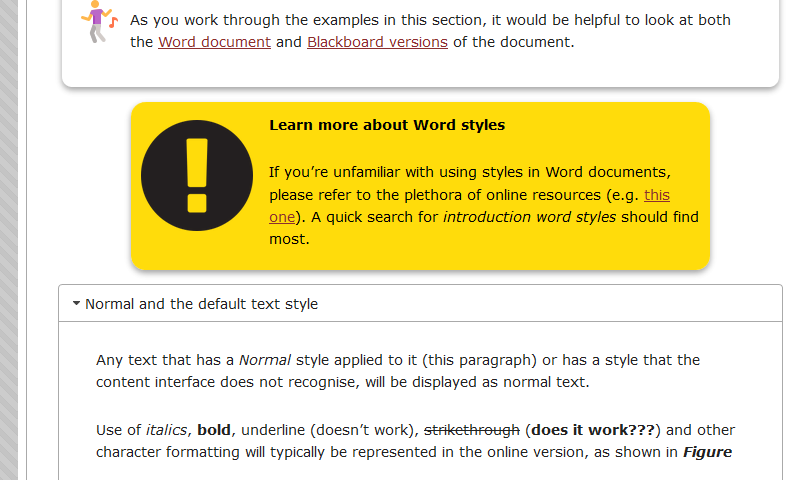 As you work through the examples in this section, it would be helpful to look at both
the Word document and Blackboard versions of the document.
Learn more about Word styles
If you’re unfamiliar with using styles in Word documents,
please refer to the plethora of online resources (e.g. this
one). A quick search for introduction word styles should find
most.
Normal and the default text style
Any text that has a Normal style applied to it (this paragraph) or has a style that the
content interface does not recognise, will be displayed as normal text.
Use of italics, bold, underline (doesn’t work), strikethrough (does it work???) and other
character formatting will typically be represented in the online version, as shown in Figure